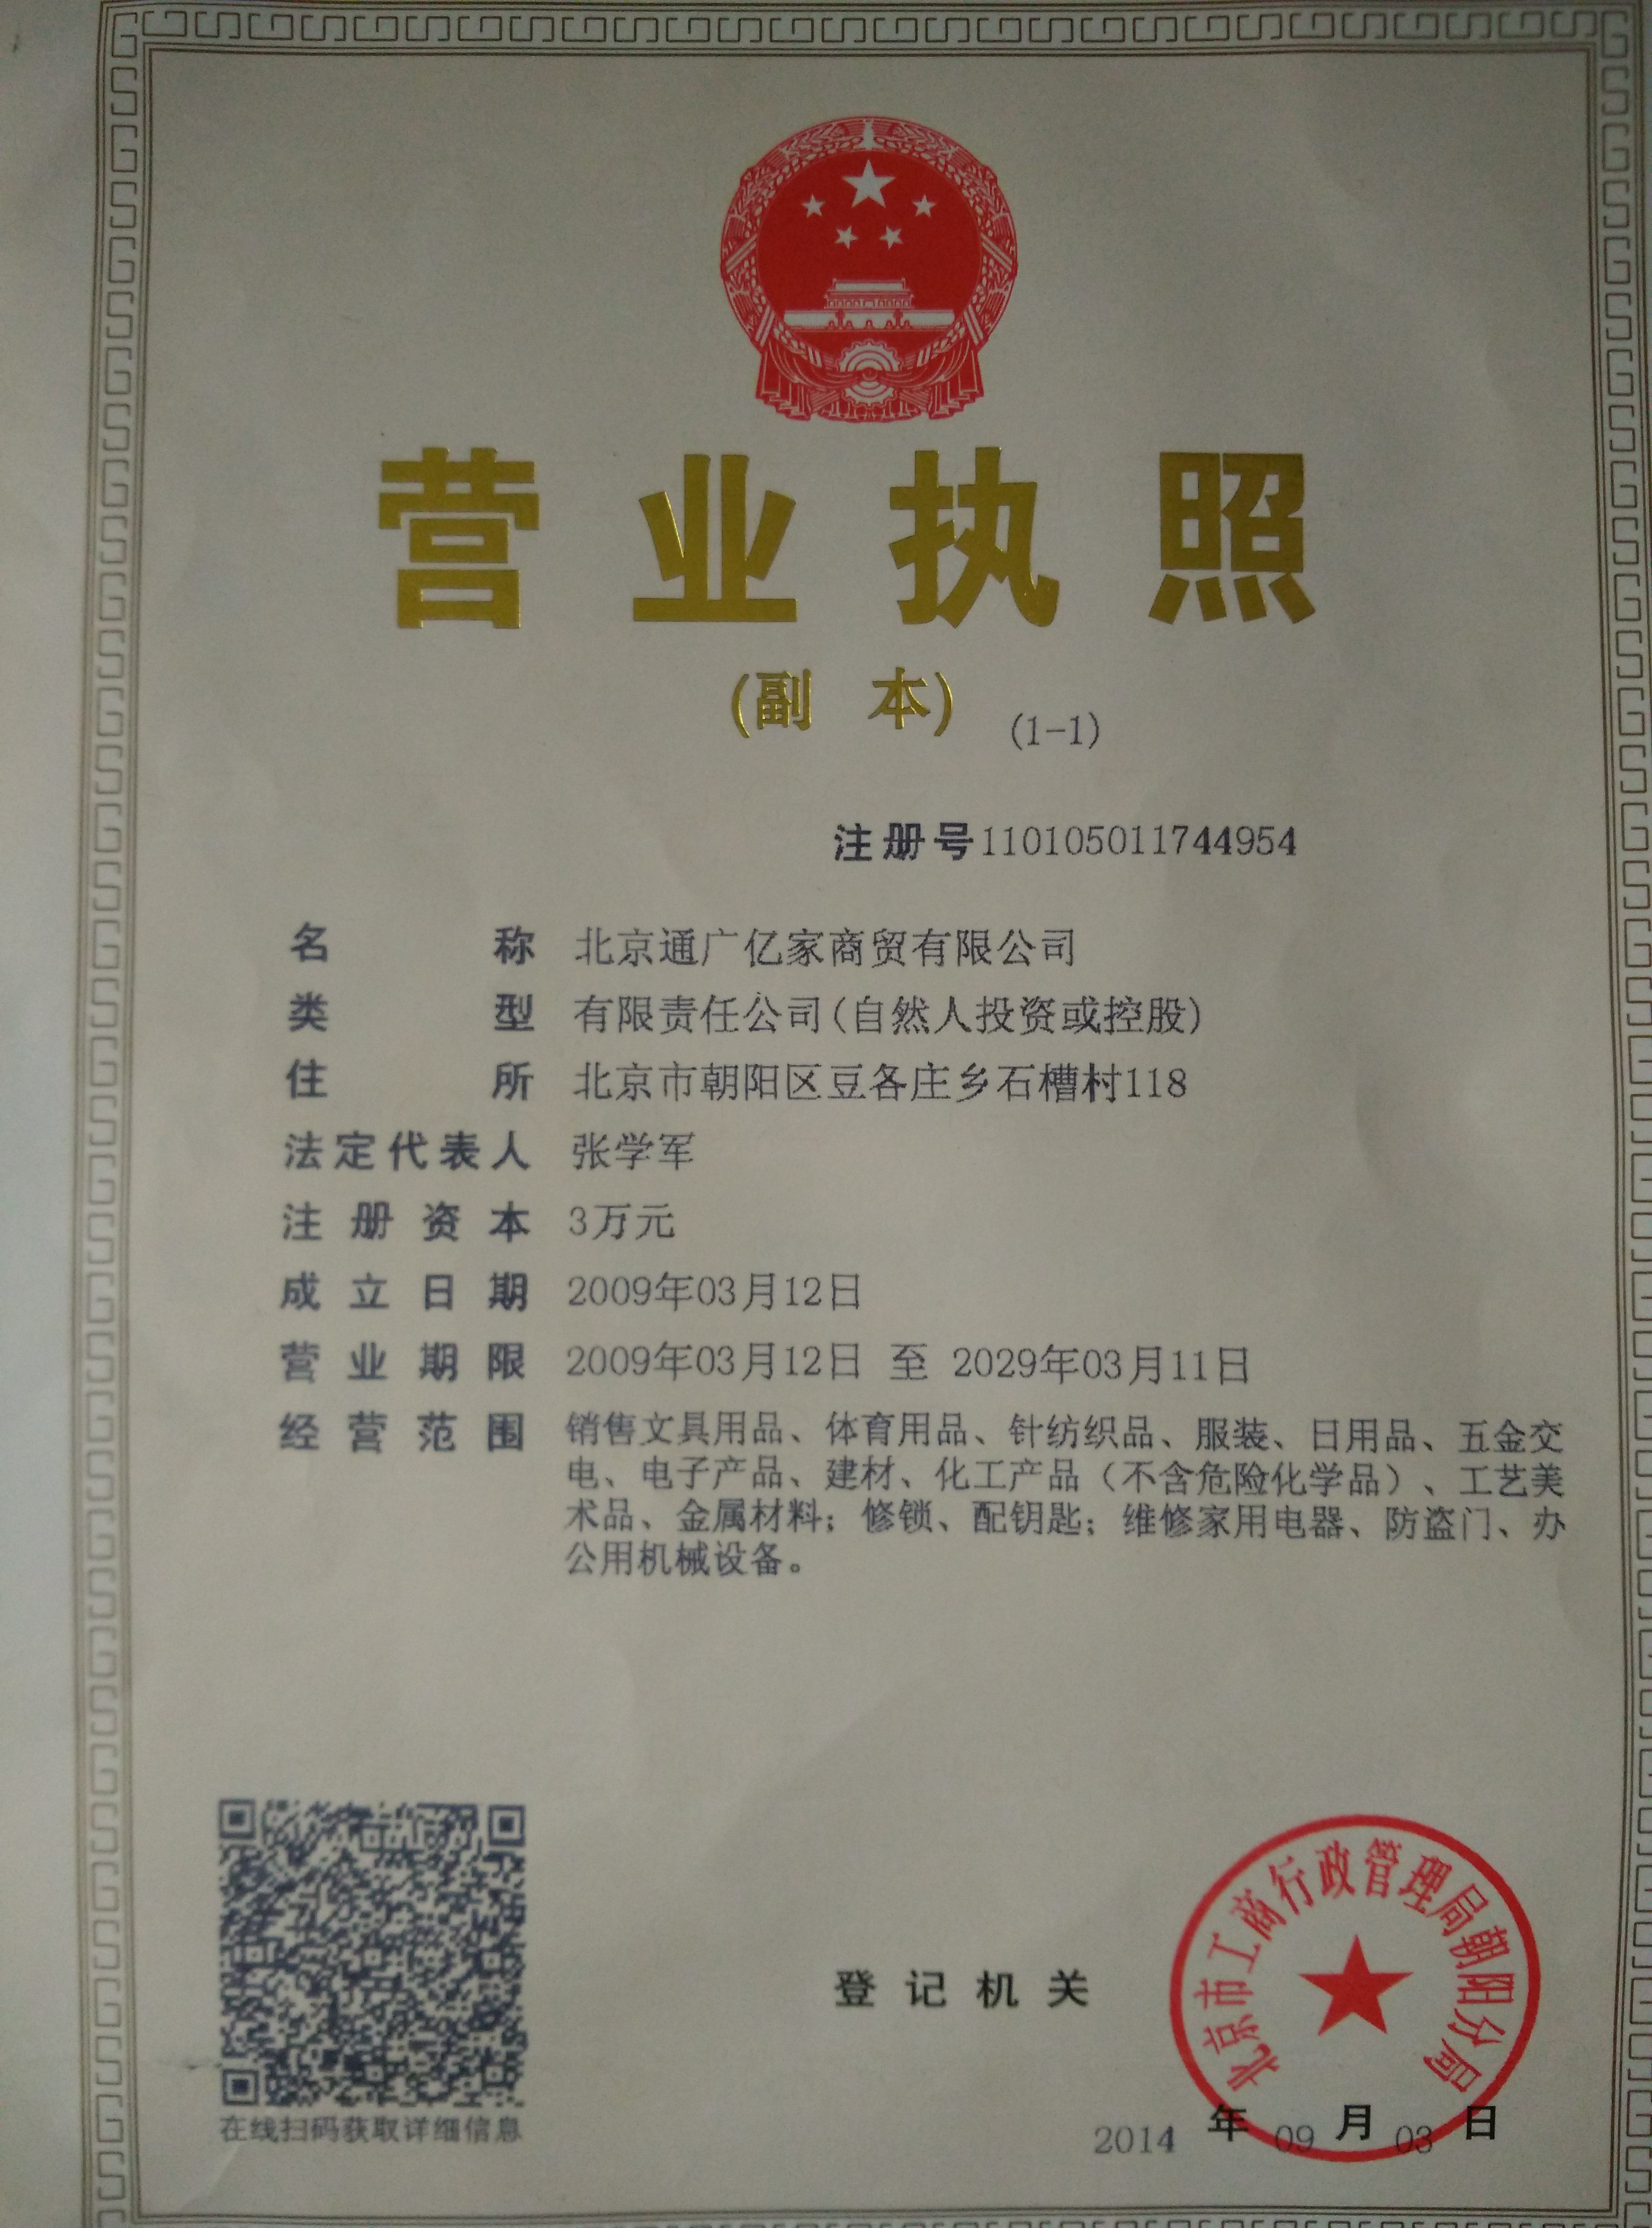 营业执照
(副 本) (1-1)
注册号110105011744954
名称 北京通广亿家商贸有限公司
类型 有限责任公司(自然人投资或控股)
住所 北京市朝阳区豆各庄乡石槽村118
法定代表人 张学军
注册资本 3万元
成立日期 2009年03月12日
营业期限 2009年03月12日 至 2029年03月11日
经营范围 销售文具用品、体育用品、针纺织品、服装、日用品、五金交
电、电子产品、建材、化工产品（不含危险化学品）、工艺美
术品、金属材料；修锁、配钥匙；维修家用电器、防盗门、办
公用机械设备。
在线扫码获取详细信息
登记机关
北京市工商行政管理局朝阳分局
2014 年 09 月 03 日